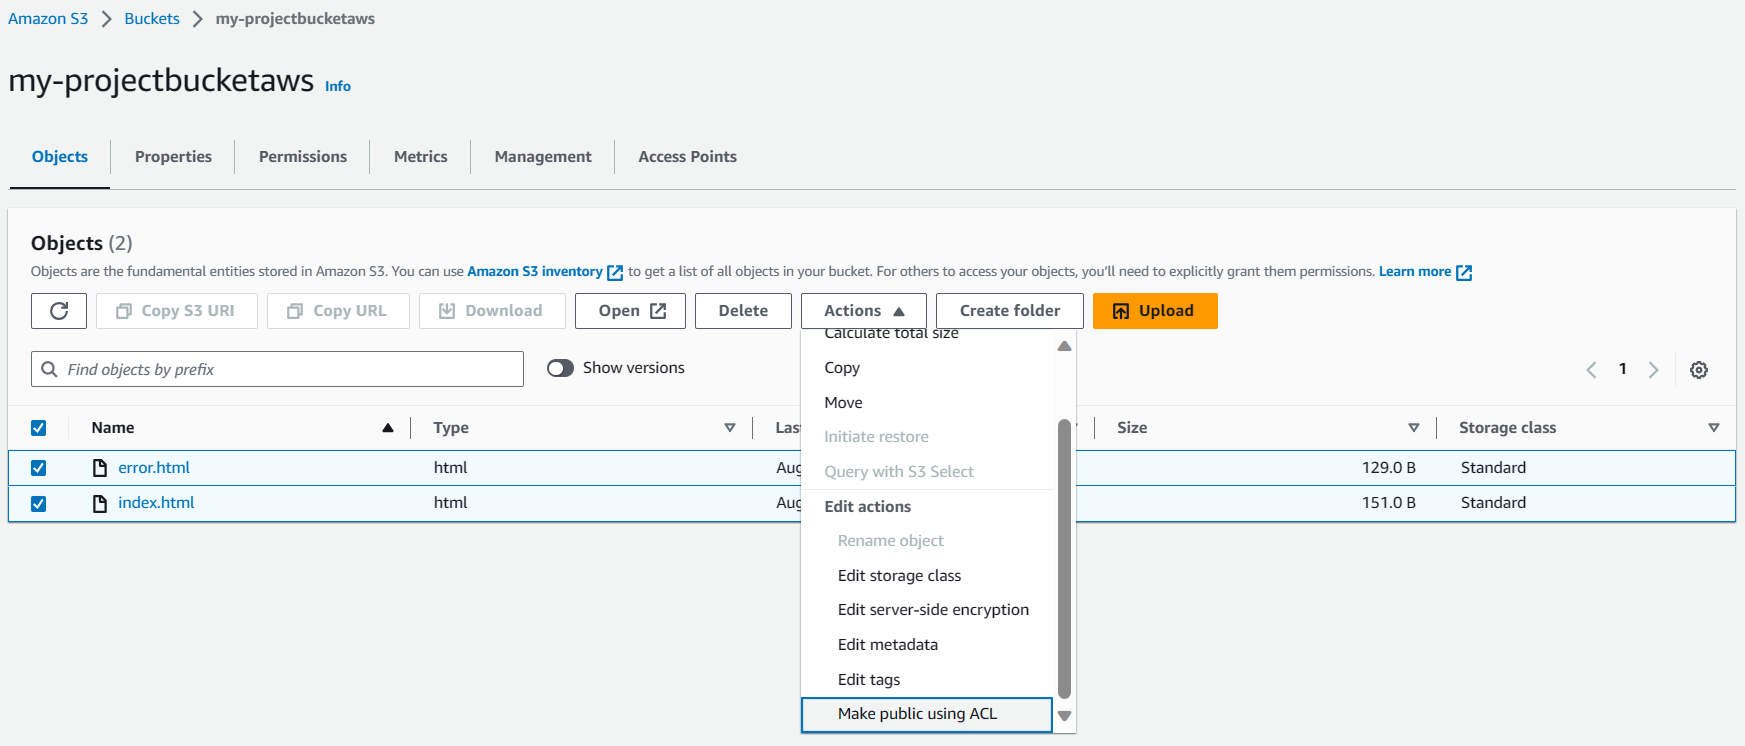 Amazon S3 > Buckets > my-projectbucketaws
my-projectbucketaws Info
Objects Properties Permissions Metrics Management Access Points
Objects (2)
Objects are the fundamental entities stored in Amazon S3. You can use Amazon S3 inventory to get a list of all objects in your bucket. For others to access your objects, you'll need to explicitly grant them permissions. Learn more
Copy S3 URI Copy URL Download Open Delete Actions Create folder Upload
Calculate total size
Find objects by prefix Show versions Copy 1
Move
Name Type Size Storage class
Initiate restore
error.html html 129.0 B Standard
Query with S3 Select
index.html html 151.0 B Standard
Edit actions
Rename object
Edit storage class
Edit server-side encryption
Edit metadata
Edit tags
Make public using ACL